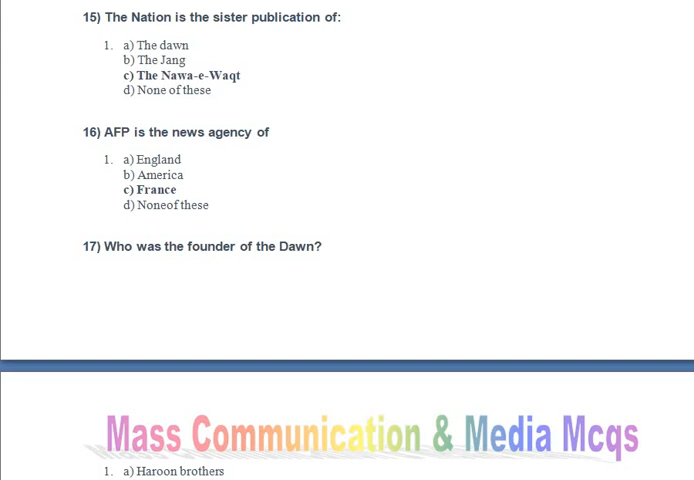 15) The Nation is the sister publication of:
1. a) The dawn
b) The Jang
c) The Nawa-e-Waqt
d) None of these
16) AFP is the news agency of
1. a) England
b) America
c) France
d) Noneof these
17) Who was the founder of the Dawn?
Mass Communication & Media Mcqs
1. a) Haroon brothers